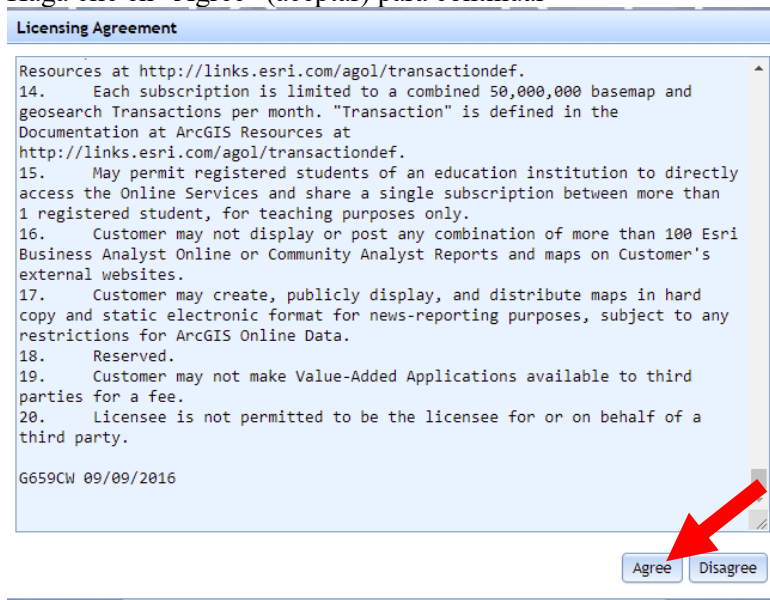 Licensing Agreement
Resources at http://links.esri.com/agol/transactiondef.
14. Each subscription is limited to a combined 50,000,000 basemap and
geosearch Transactions per month. "Transaction" is defined in the
Documentation at ArcGIS Resources at
http://links.esri.com/agol/transactiondef.
15. May permit registered students of an education institution to directly
access the Online Services and share a single subscription between more than
1 registered student, for teaching purposes only.
16. Customer may not display or post any combination of more than 100 Esri
Business Analyst Online or Community Analyst Reports and maps on Customer's
external websites.
17. Customer may create, publicly display, and distribute maps in hard
copy and static electronic format for news-reporting purposes, subject to any
restrictions for ArcGIS Online Data.
18. Reserved.
19. Customer may not make Value-Added Applications available to third
parties for a fee.
20. Licensee is not permitted to be the licensee for or on behalf of a
third party.
G659CW 09/09/2016
Agree Disagree